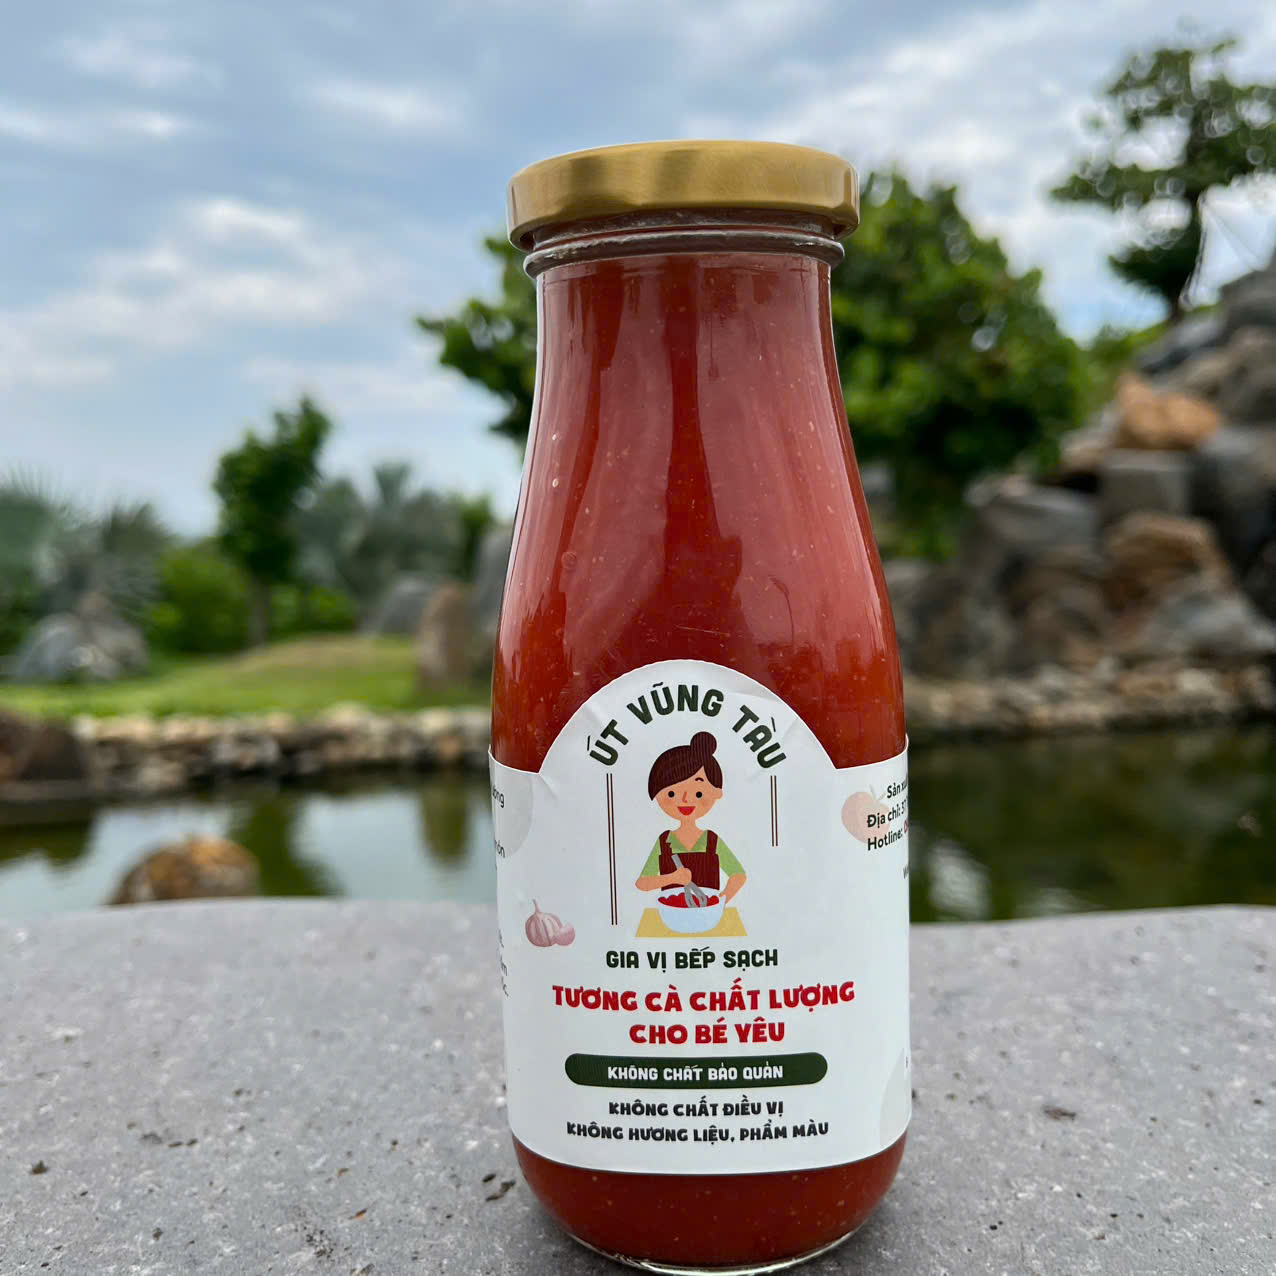 ÚT VŨNG TÀU
GIA VỊ BẾP SẠCH
TƯƠNG CÀ CHẤT LƯỢNG
CHO BÉ YÊU
KHÔNG CHẤT BẢO QUẢN
KHÔNG CHẤT ĐIỀU VỊ
KHÔNG HƯƠNG LIỆU, PHẨM MÀU
Sản
Địa chỉ:
Hotline: